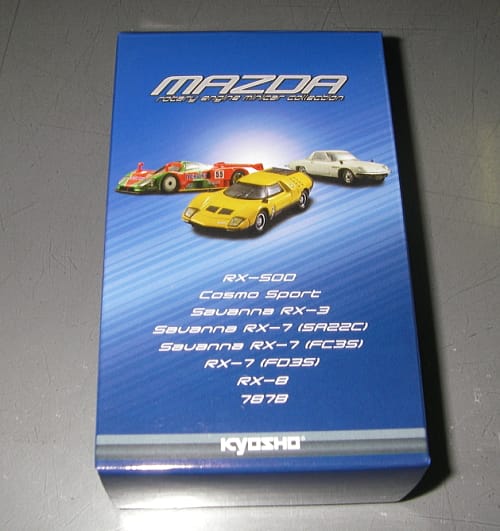 MAZDA
rotary engine minicar collection
55
RX-500
Cosmo Sport
Savanna RX-3
Savanna RX-7 (SA22C)
Savanna RX-7 (FC3S)
RX-7 (FD3S)
RX-8
787B
KYOSHO